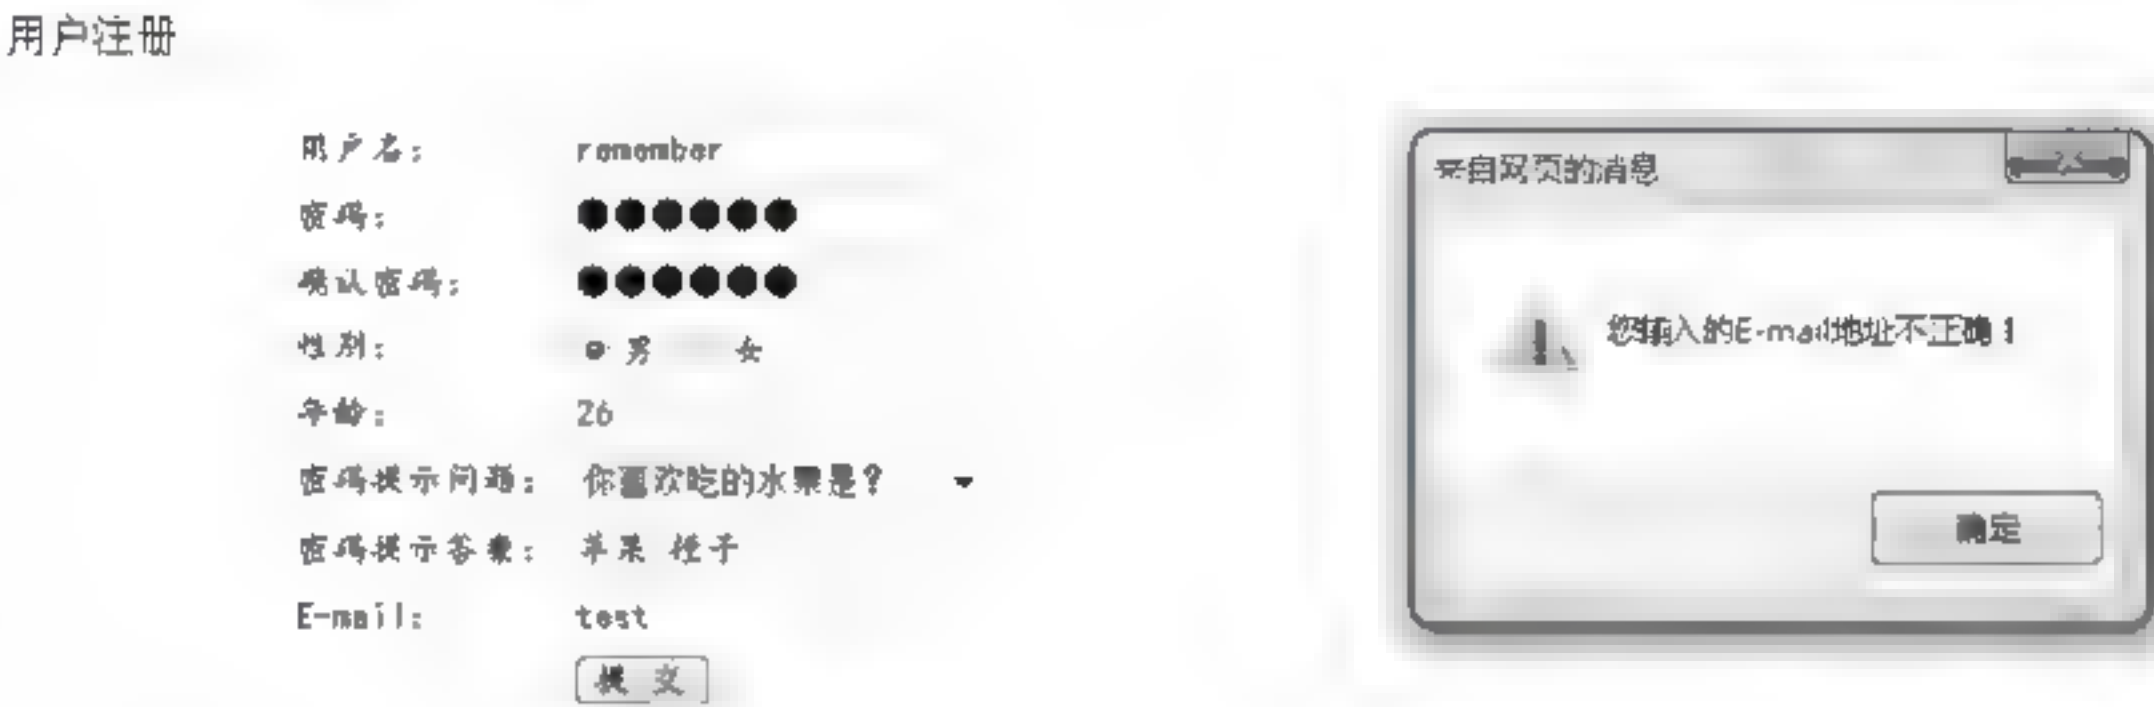 用户注册
用户名： remember
密码： ●●●●●●
确认密码： ●●●●●●
性别： 男 女
年龄： 26
密码提示问题： 你喜欢吃的水果是？
密码提示答案： 苹果 橙子
E-mail： test
提 交
来自网页的消息
您输入的E-mail地址不正确！
确定